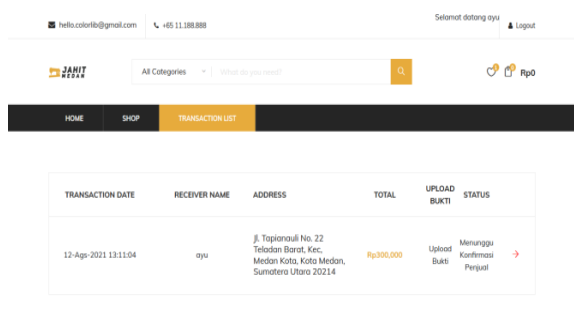 hello.colorlib@gmail.com +65 11.188.888 Selamat datang ayu Logout
JAHIT
MEDAN
All Categories What do you need? Rp0
HOME SHOP TRANSACTION LIST
TRANSACTION DATE RECEIVER NAME ADDRESS TOTAL UPLOAD BUKTI STATUS
12-Ags-2021 13:11:04 ayu
Jl. Tapianauli No. 22
Teladan Barat, Kec,
Medan Kota, Kota Medan,
Sumatera Utara 20214
Rp300,000
Upload
Bukti
Menunggu
Konfirmasi
Penjual